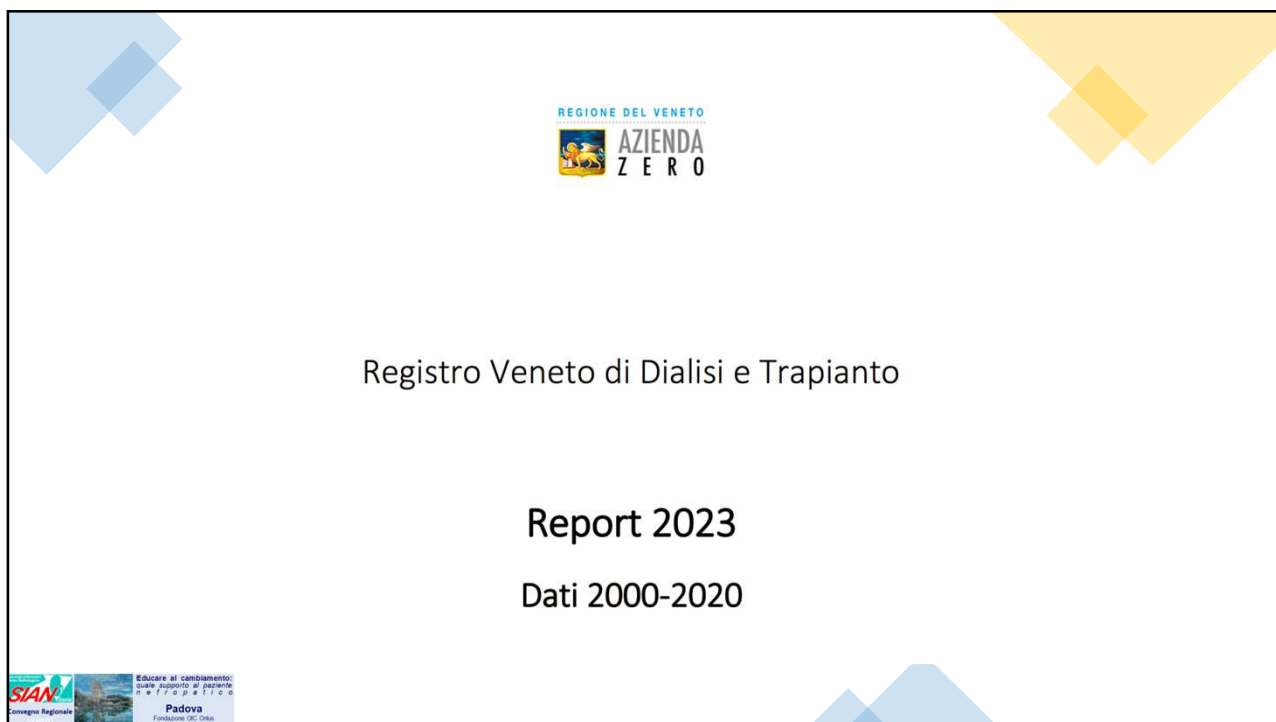 REGIONE DEL VENETO
AZIENDA
ZERO
Registro Veneto di Dialisi e Trapianto
Report 2023
Dati 2000-2020
SIAN
Convegno Regionale
Educare al cambiamento:
quale supporto al paziente
nefropatico
Padova
Fondazione OIC Onlus